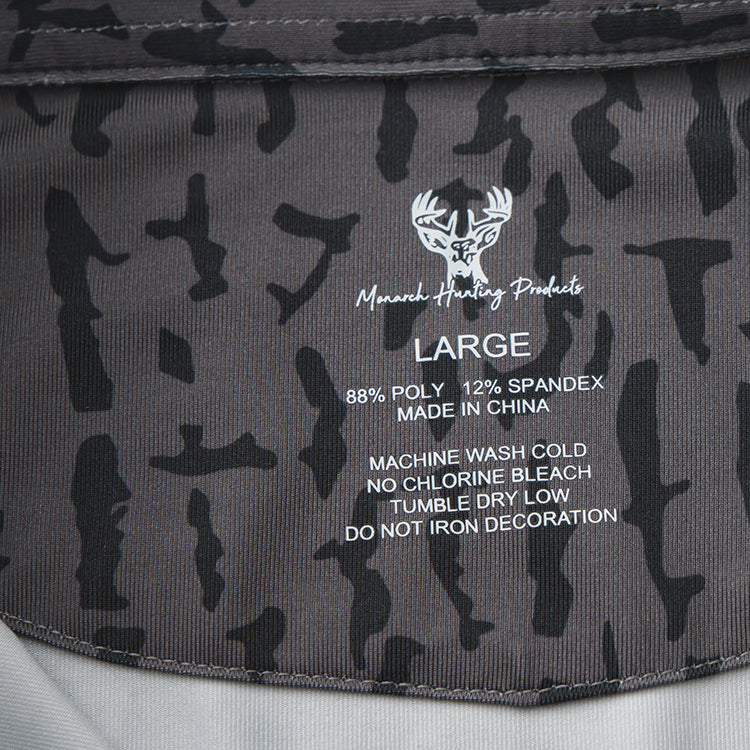 Monarch Hunting Products
LARGE
88% POLY 12% SPANDEX
MADE IN CHINA
MACHINE WASH COLD
NO CHLORINE BLEACH
TUMBLE DRY LOW
DO NOT IRON DECORATION